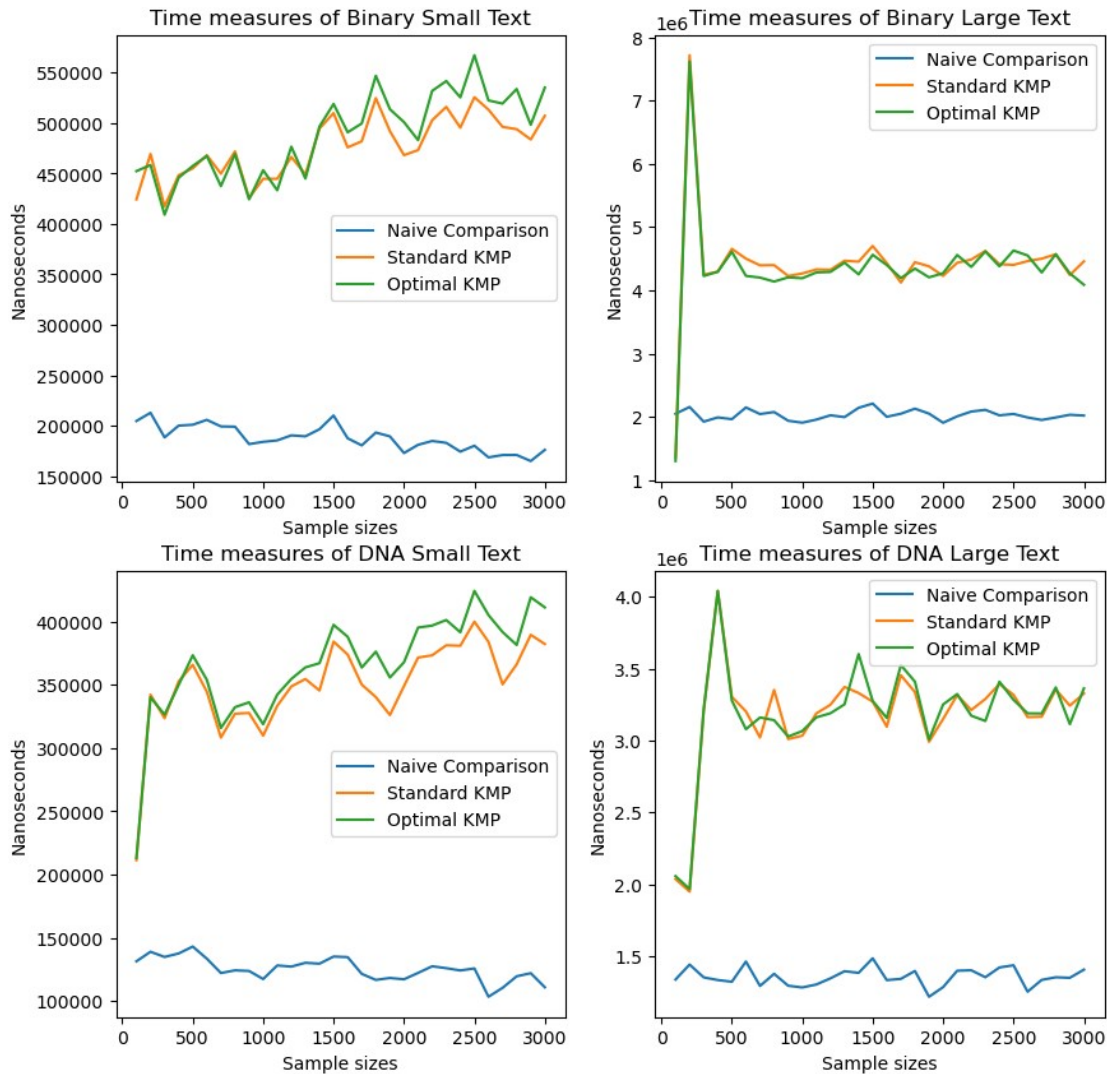 Time measures of Binary Small Text
550000
500000
450000
400000
350000
300000
250000
200000
150000
Nanoseconds
Naive Comparison
Standard KMP
Optimal KMP
0 500 1000 1500 2000 2500 3000
Sample sizes
Time measures of Binary Large Text
1e6
8
7
6
5
4
3
2
1
Nanoseconds
Naive Comparison
Standard KMP
Optimal KMP
0 500 1000 1500 2000 2500 3000
Sample sizes
Time measures of DNA Small Text
400000
350000
300000
250000
200000
150000
100000
Nanoseconds
Naive Comparison
Standard KMP
Optimal KMP
0 500 1000 1500 2000 2500 3000
Sample sizes
Time measures of DNA Large Text
1e6
4.0
3.5
3.0
2.5
2.0
1.5
Nanoseconds
Naive Comparison
Standard KMP
Optimal KMP
0 500 1000 1500 2000 2500 3000
Sample sizes